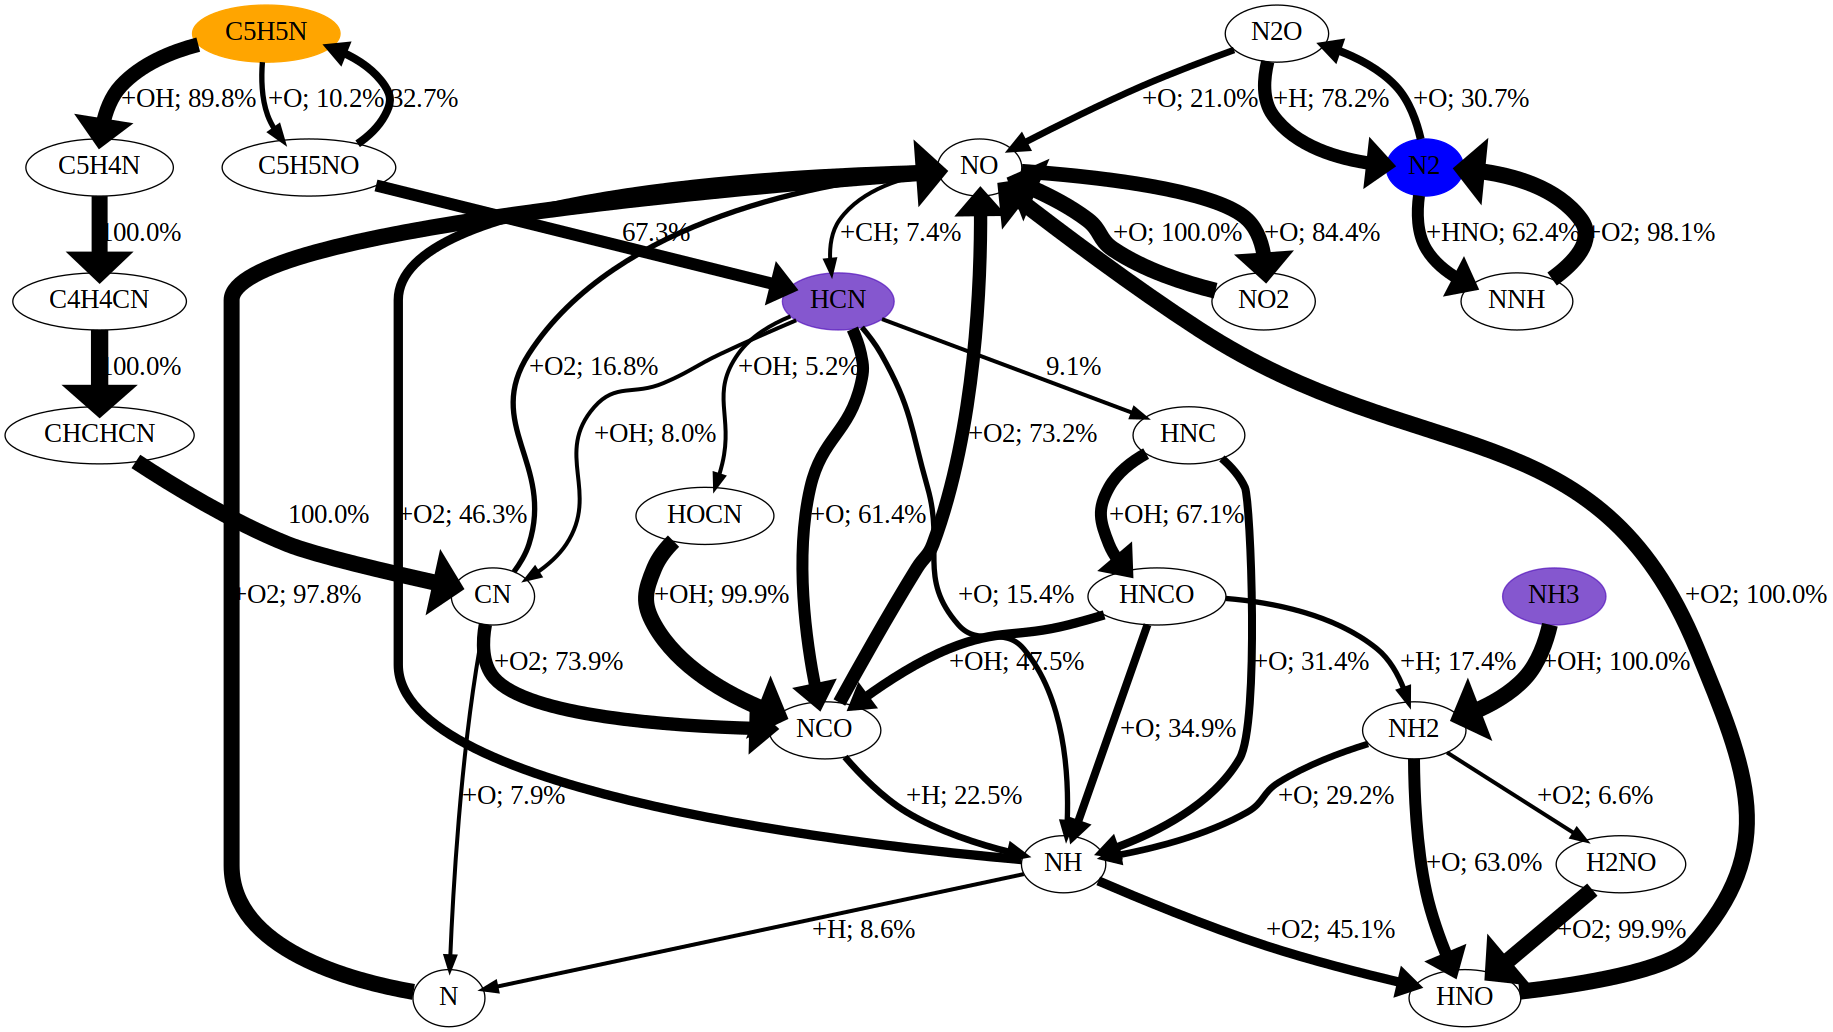 C5H5N
N2O
+OH; 89.8%
+O; 10.2%
32.7%
+O; 21.0%
+H; 78.2%
+O; 30.7%
C5H4N
C5H5NO
NO
N2
100.0%
67.3%
+CH; 7.4%
+O; 100.0%
+O; 84.4%
+HNO; 62.4%
+O2; 98.1%
C4H4CN
HCN
NO2
NNH
100.0%
+O2; 16.8%
+OH; 5.2%
9.1%
CHCHCN
+OH; 8.0%
+O2; 73.2%
HNC
100.0%
+O2; 46.3%
HOCN
+O; 61.4%
+OH; 67.1%
+O2; 97.8%
CN
+OH; 99.9%
+O; 15.4%
HNCO
NH3
+O2; 100.0%
+O2; 73.9%
+OH; 47.5%
+O; 31.4%
+H; 17.4%
+OH; 100.0%
NCO
+O; 34.9%
NH2
+O; 7.9%
+H; 22.5%
+O; 29.2%
+O2; 6.6%
NH
+O; 63.0%
H2NO
+H; 8.6%
+O2; 45.1%
+O2; 99.9%
N
HNO